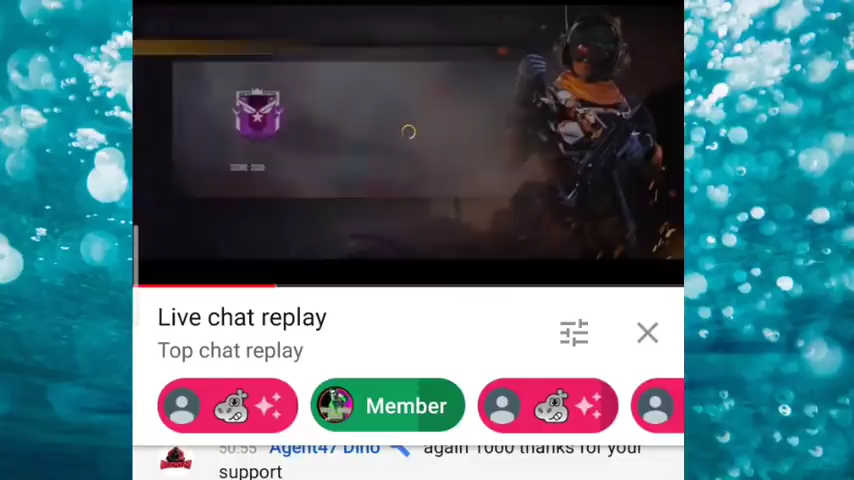 Live chat replay
Top chat replay
Member
50:55 Agent47 Dino again 1000 thanks for your
support